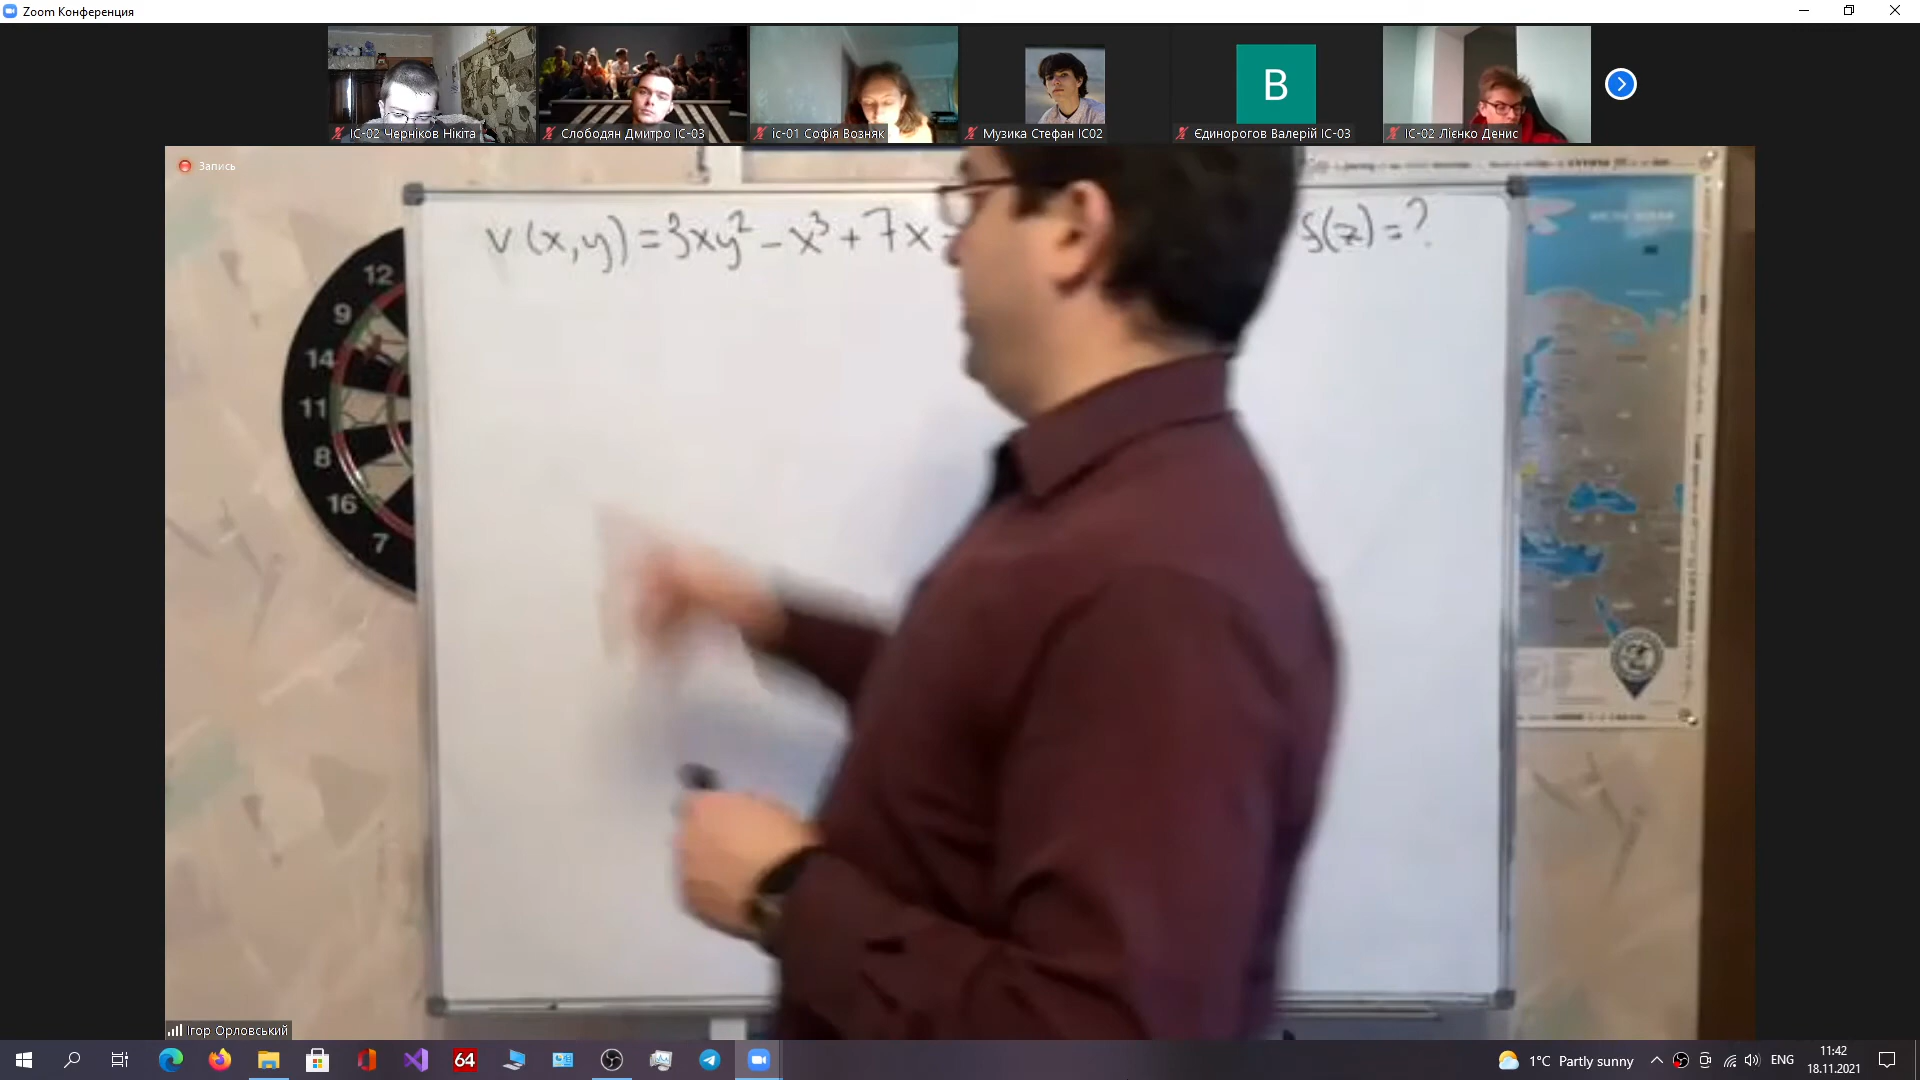 Zoom Конференция
ІС-02 Черніков Нікіта
Слободян Дмитро ІС-03
іс-01 Софія Возняк
Музика Стефан ІС02
В
Єдинорогов Валерій ІС-03
ІС-02 Лієнко Денис
Запись
v(x,y)=3xy²-x³+7x
f(z)=?
12
9
14
11
8
16
7
Ігор Орловський
64
1°C Partly sunny
ENG
11:42
18.11.2021